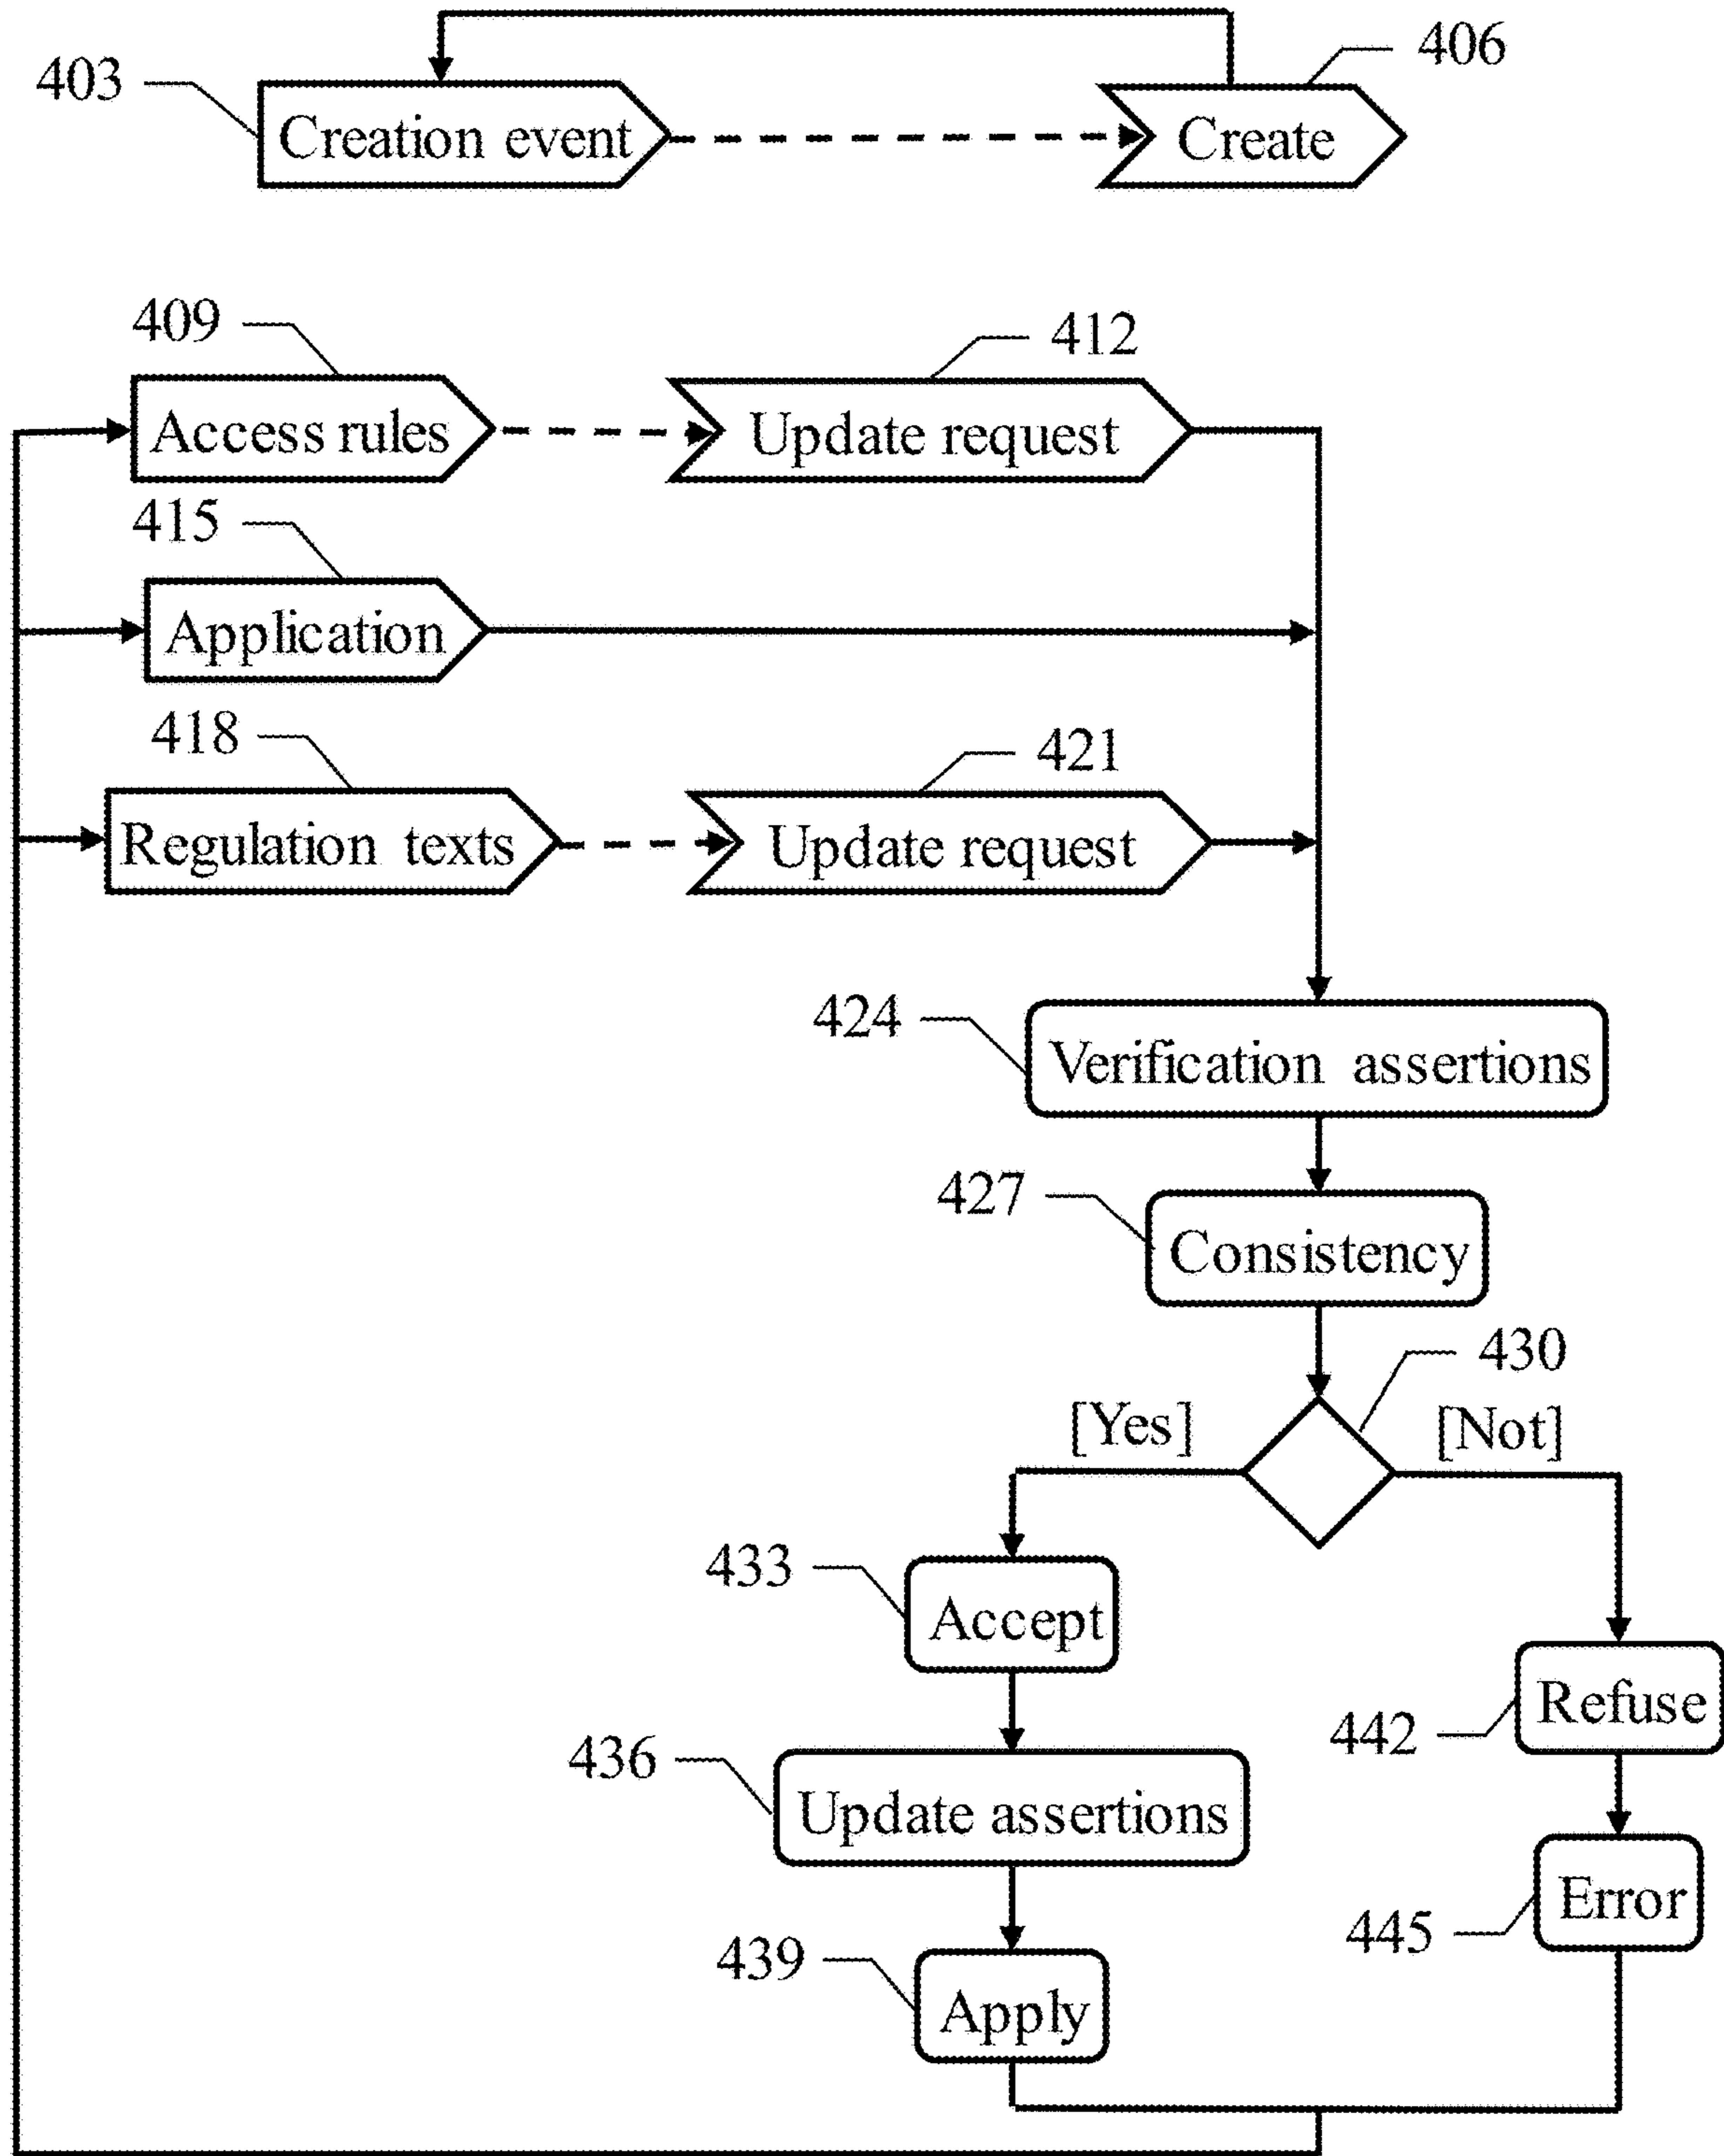 403
Creation event
Create
406
409
412
Access rules
Update request
415
Application
418
421
Regulation texts
Update request
424
Verification assertions
427
Consistency
430
[Yes]
[Not]
433
Accept
442
Refuse
436
Update assertions
445
Error
439
Apply